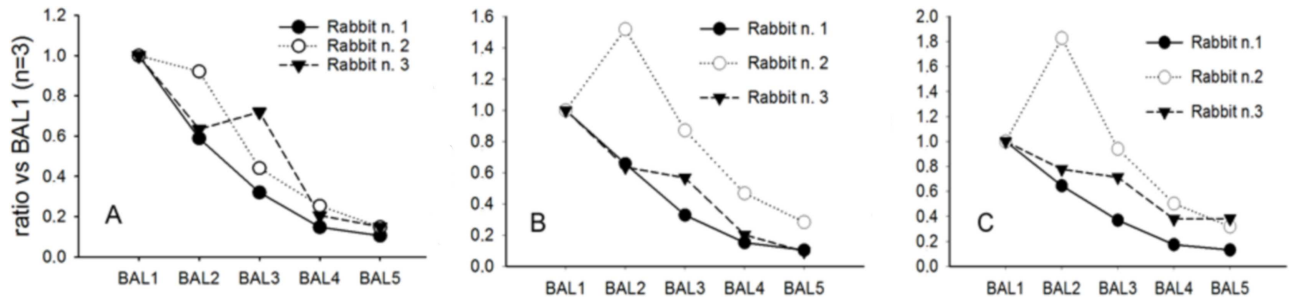 ratio vs BAL1 (n=3)
1.2
1.0
0.8
0.6
0.4
0.2
0.0
Rabbit n. 1
Rabbit n. 2
Rabbit n. 3
A
BAL1 BAL2 BAL3 BAL4 BAL5
1.6
1.4
1.2
1.0
0.8
0.6
0.4
0.2
0.0
Rabbit n. 1
Rabbit n. 2
Rabbit n. 3
B
BAL1 BAL2 BAL3 BAL4 BAL5
2.0
1.8
1.6
1.4
1.2
1.0
0.8
0.6
0.4
0.2
0.0
Rabbit n.1
Rabbit n.2
Rabbit n.3
C
BAL1 BAL2 BAL3 BAL4 BAL5